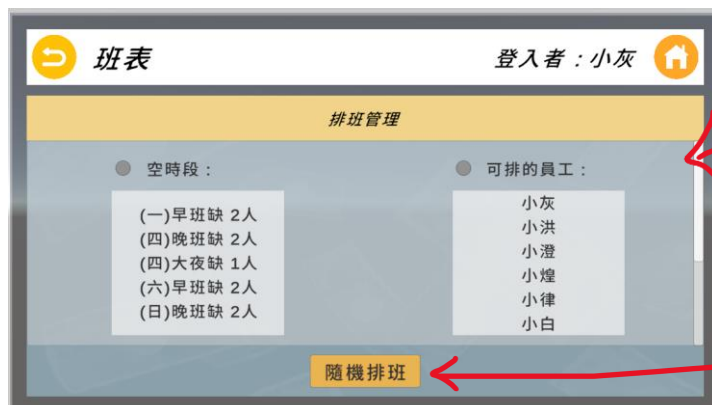 班表
登入者：小灰
排班管理
空時段：
(一)早班缺 2人
(四)晚班缺 2人
(四)大夜缺 1人
(六)早班缺 2人
(日)晚班缺 2人
可排的員工：
小灰
小洪
小澄
小煌
小律
小白
隨機排班